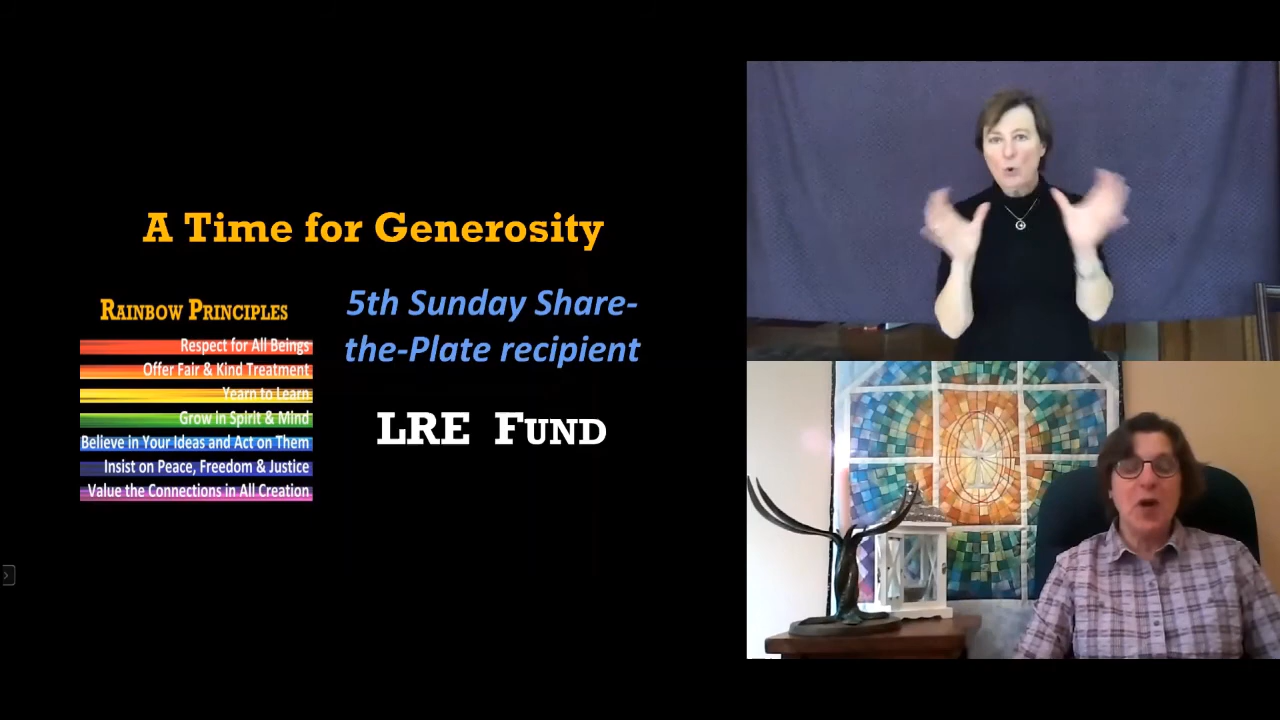 A Time for Generosity
RAINBOW PRINCIPLES
Respect for All Beings
Offer Fair & Kind Treatment
Yearn to Learn
Grow in Spirit & Mind
Believe in Your Ideas and Act on Them
Insist on Peace, Freedom & Justice
Value the Connections in All Creation
5th Sunday Share-
the-Plate recipient
LRE FUND